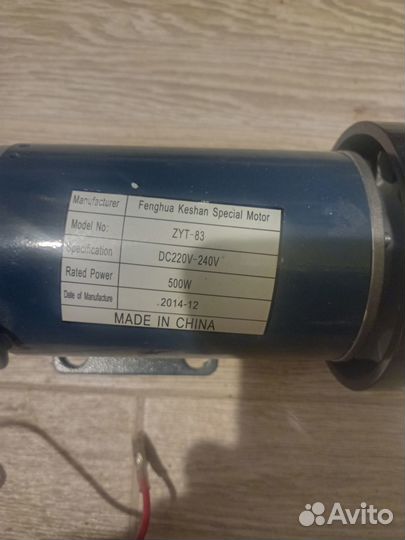 Manufacturer Fenghua Keshan Special Motor
Model No: ZYT-83
Specification DC220V-240V
Rated Power 500W
Date of Manufacture 2014-12
MADE IN CHINA
Avito